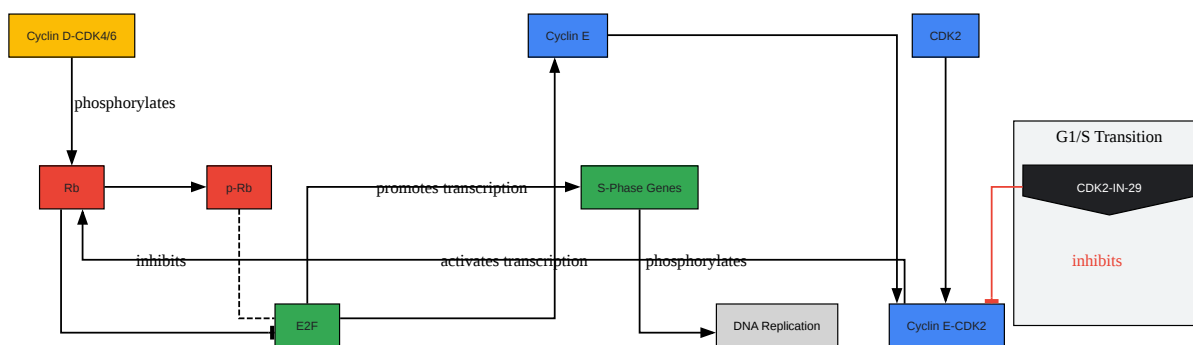 Cyclin D-CDK4/6
Cyclin E
CDK2
phosphorylates
G1/S Transition
Rb
p-Rb
promotes transcription
S-Phase Genes
CDK2-IN-29
inhibits
activates transcription
phosphorylates
inhibits
E2F
DNA Replication
Cyclin E-CDK2